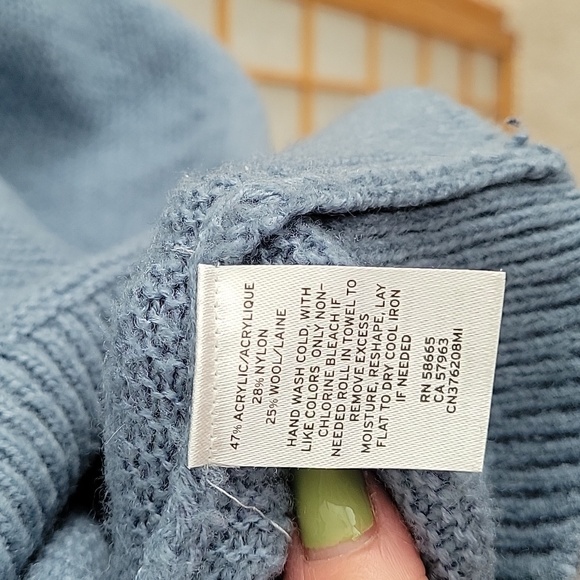 47% ACRYLIC/ACRYLIQUE
28% NYLON
25% WOOL/LAINE
HAND WASH COLD, WITH
LIKE COLORS ONLY NON-
CHLORINE BLEACH IF
NEEDED ROLL IN TOWEL TO
REMOVE EXCESS
MOISTURE, RESHAPE, LAY
FLAT TO DRY COOL IRON
IF NEEDED
RN 58665
CA 57963
CN376208MI